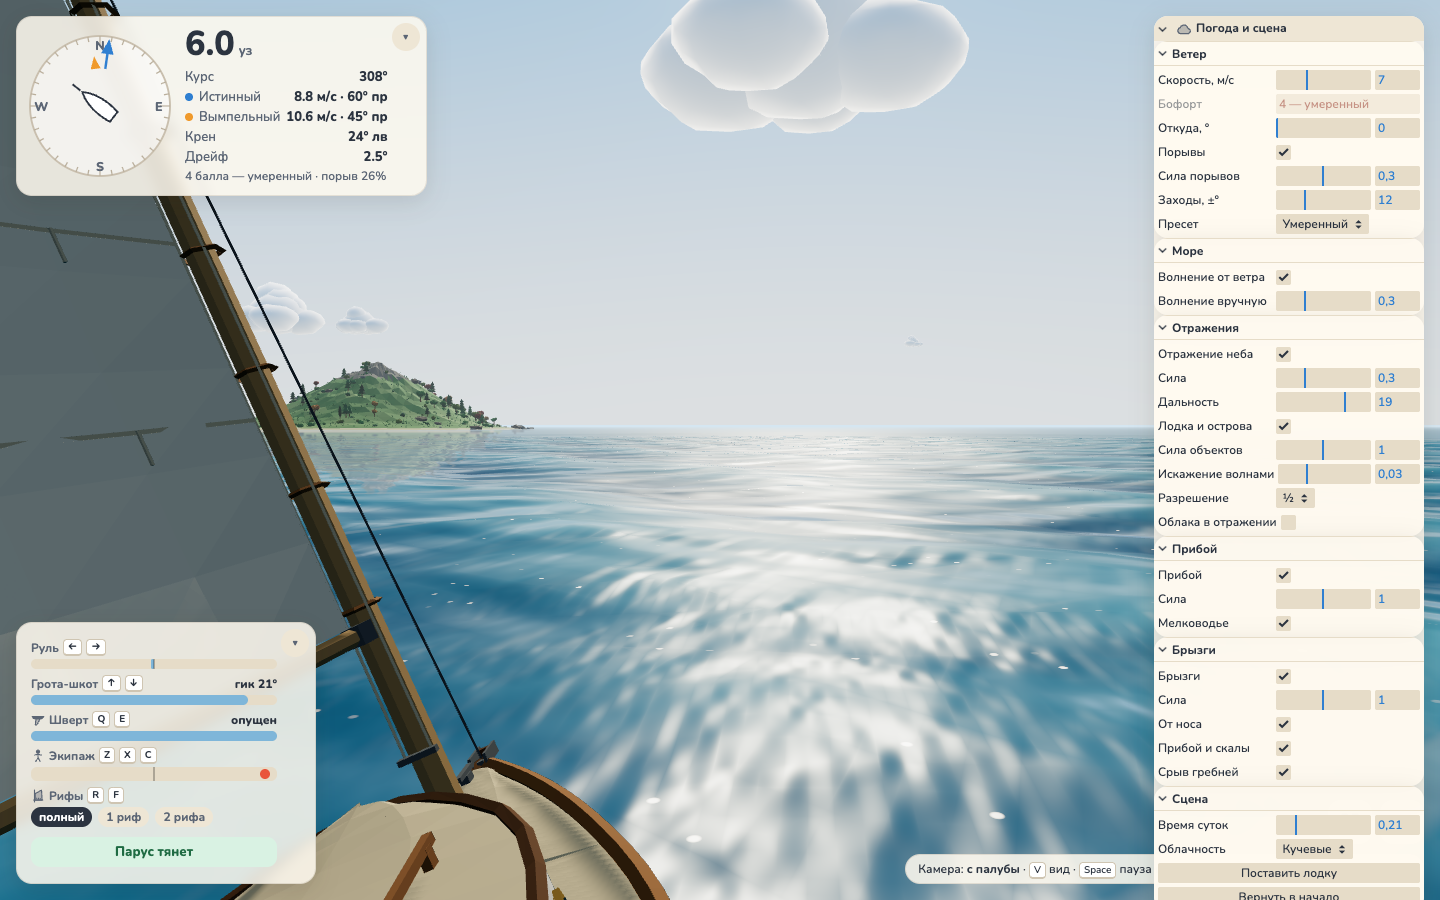 N
W
E
S
6.0 уз
Курс 308°
Истинный 8.8 м/с · 60° пр
Вымпельный 10.6 м/с · 45° пр
Крен 24° лв
Дрейф 2.5°
4 балла — умеренный · порыв 26%
Руль ← →
Грота-шкот ↑ ↓ гик 21°
Шверт Q E опущен
Экипаж Z X C
Рифы R F
полный 1 риф 2 рифа
Парус тянет
Камера: с палубы · V вид · Space пауза
Погода и сцена
Ветер
Скорость, м/с 7
Бофорт 4 — умеренный
Откуда, ° 0
Порывы
Сила порывов 0,3
Заходы, ±° 12
Пресет Умеренный
Море
Волнение от ветра
Волнение вручную 0,3
Отражения
Отражение неба
Сила 0,3
Дальность 19
Лодка и острова
Сила объектов 1
Искажение волнами 0,03
Разрешение ½
Облака в отражении
Прибой
Прибой
Сила 1
Мелководье
Брызги
Брызги
Сила 1
От носа
Прибой и скалы
Срыв гребней
Сцена
Время суток 0,21
Облачность Кучевые
Поставить лодку
Вернуть в начало